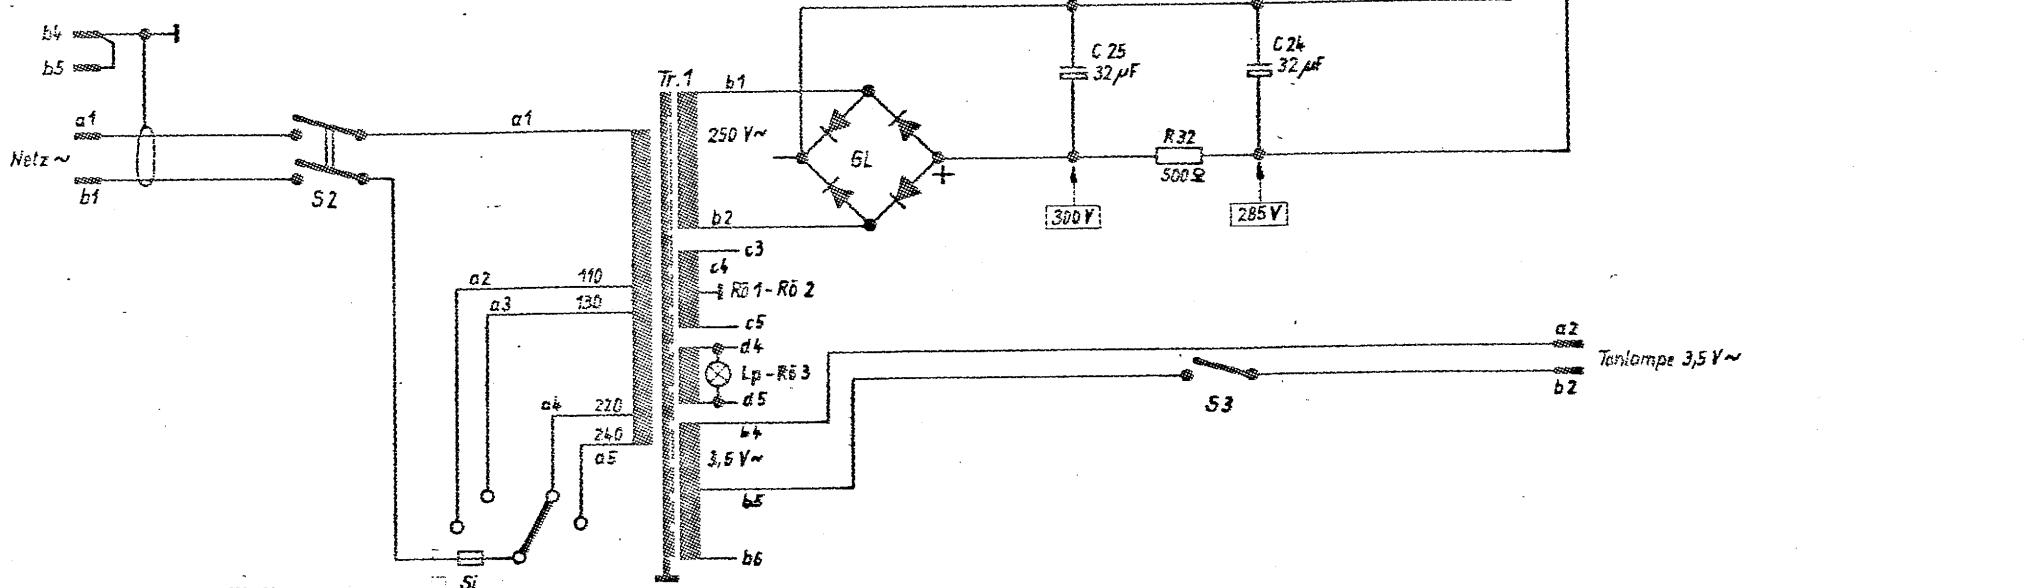 b4
b5
a1
Netz ~
b1
S2
a1
Tr.1
b1
250 V~
b2
GL
+
C 25
32 µF
C 24
32 µF
R 32
500 Ω
300 V
285 V
c3
c4
Rö 1 - Rö 2
c5
d4
Lp - Rö 3
d5
b4
3,5 V~
b5
b6
a2
110
a3
130
a4
220
240
a5
Si
S3
a2
Tonlampe 3,5 V~
b2